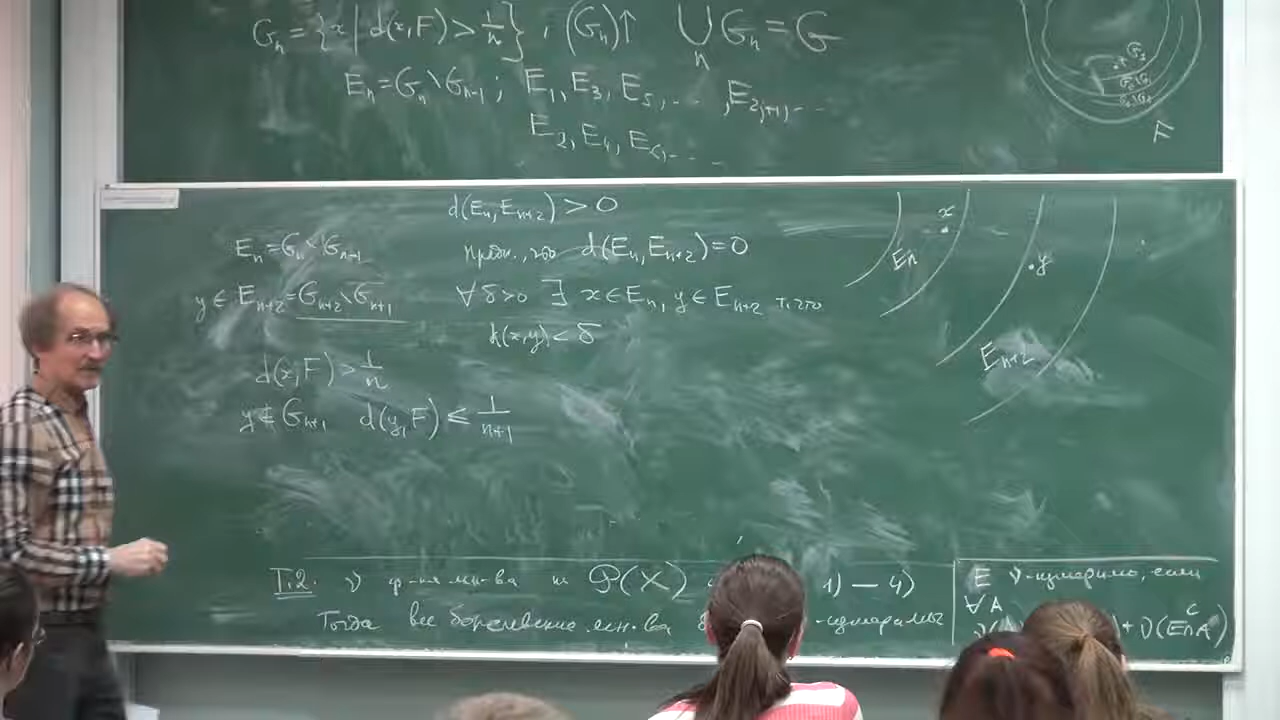 Gₙ = {x | d(x,F) > 1/n}, (Gₙ)↑ ⋃ₙ Gₙ = G
Eₙ = Gₙ \ Gₙ₋₁; E₁, E₃, E₅, ... , E₂ⱼ₊₁, ...
E₂, E₄, E₆, ...
F
d(Eₙ, Eₙ₊₂) > 0
Eₙ = Gₙ \ Gₙ₋₁
d(Eₙ, Eₙ₊₂) = 0
y ∈ Eₙ₊₂ = Gₙ₊₂ \ Gₙ₊₁
∀ δ > 0 ∃ x ∈ Eₙ, y ∈ Eₙ₊₂ т. что
(x,y) < δ
d(x,F) > 1/n
y ∉ Gₙ₊₁ d(y,F) ≤ 1/(n+1)
x
Eₙ
y
Eₙ₊₂
Т.2. ν ф-ия мн-ва на 𝒫(X) 1) — 4)
Тогда все борелевские мн-ва -измеримы
E ν-измеримо, если
∀ A
+ ν(Eᶜ∩A)